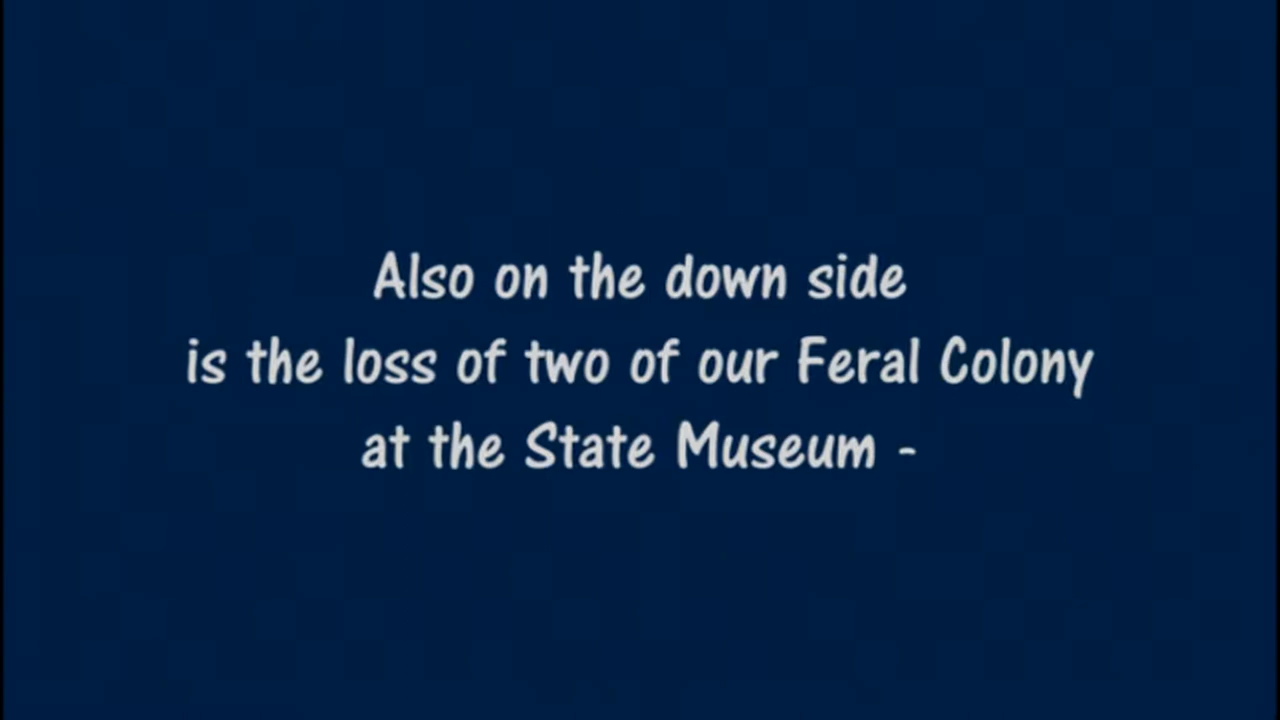 Also on the down side
is the loss of two of our Feral Colony
at the State Museum -